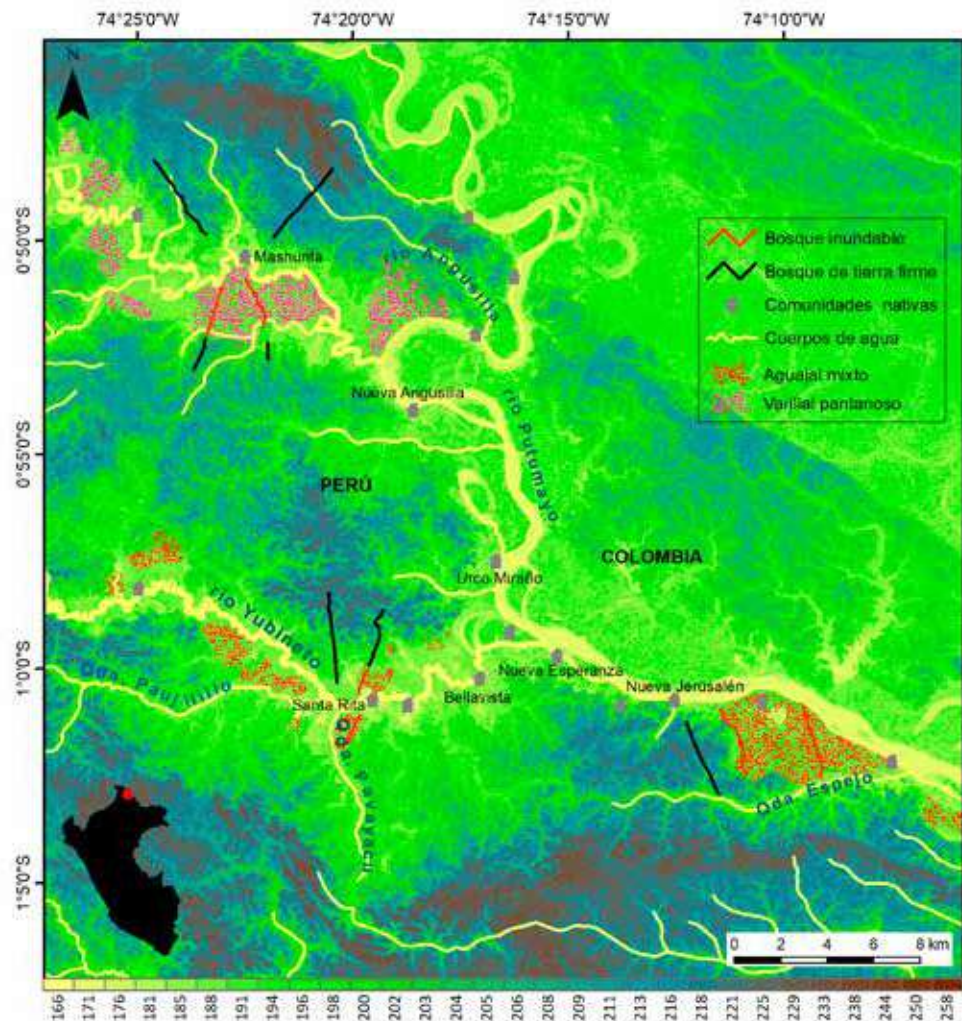 74°25'0"W 74°20'0"W 74°15'0"W 74°10'0"W
N
0°50'0"S
0°55'0"S
1°0'0"S
1°5'0"S
Bosque inundable
Bosque de tierra firme
Comunidades nativas
Cuerpos de agua
Aguajal mixto
Varillal pantanoso
Mashunta
río Angusilla
Nueva Angusilla
río Putumayo
PERÚ
COLOMBIA
Urco Miraño
río Yubineto
Nueva Esperanza
Qda. Paulillo
Bellavista
Nueva Jerusalén
Santa Rita
Qda. Espejo
0 2 4 6 8 km
166 171 176 181 185 188 191 194 197 200 202 203 204 205 206 207 209 211 213 216 218 221 225 229 233 238 244 250 258